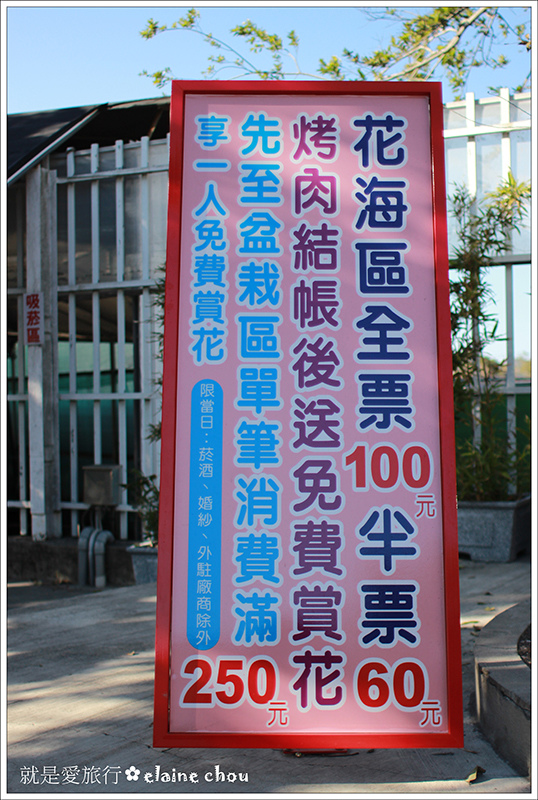 花海區全票100元 半票60元
烤肉結帳後送免費賞花
先至盆栽區單筆消費滿250元
享一人免費賞花
限當日：菸酒、婚紗、外駐廠商除外
吸菸區
就是愛旅行✿elaine chou